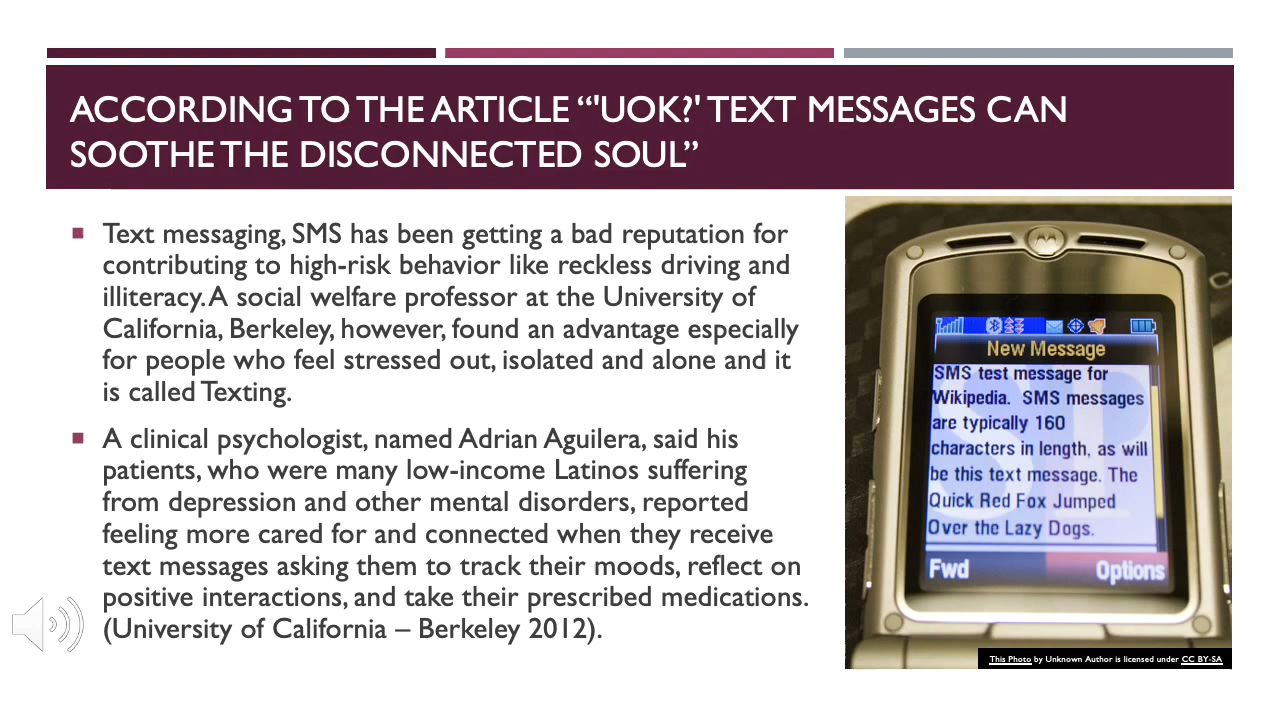 ACCORDING TO THE ARTICLE “'UOK?' TEXT MESSAGES CAN
SOOTHE THE DISCONNECTED SOUL”
Text messaging, SMS has been getting a bad reputation for
contributing to high-risk behavior like reckless driving and
illiteracy. A social welfare professor at the University of
California, Berkeley, however, found an advantage especially
for people who feel stressed out, isolated and alone and it
is called Texting.
A clinical psychologist, named Adrian Aguilera, said his
patients, who were many low-income Latinos suffering
from depression and other mental disorders, reported
feeling more cared for and connected when they receive
text messages asking them to track their moods, reflect on
positive interactions, and take their prescribed medications.
(University of California – Berkeley 2012).
New Message
SMS test message for
Wikipedia. SMS messages
are typically 160
characters in length, as will
be this text message. The
Quick Red Fox Jumped
Over the Lazy Dogs.
Fwd Options
This Photo by Unknown Author is licensed under CC BY-SA